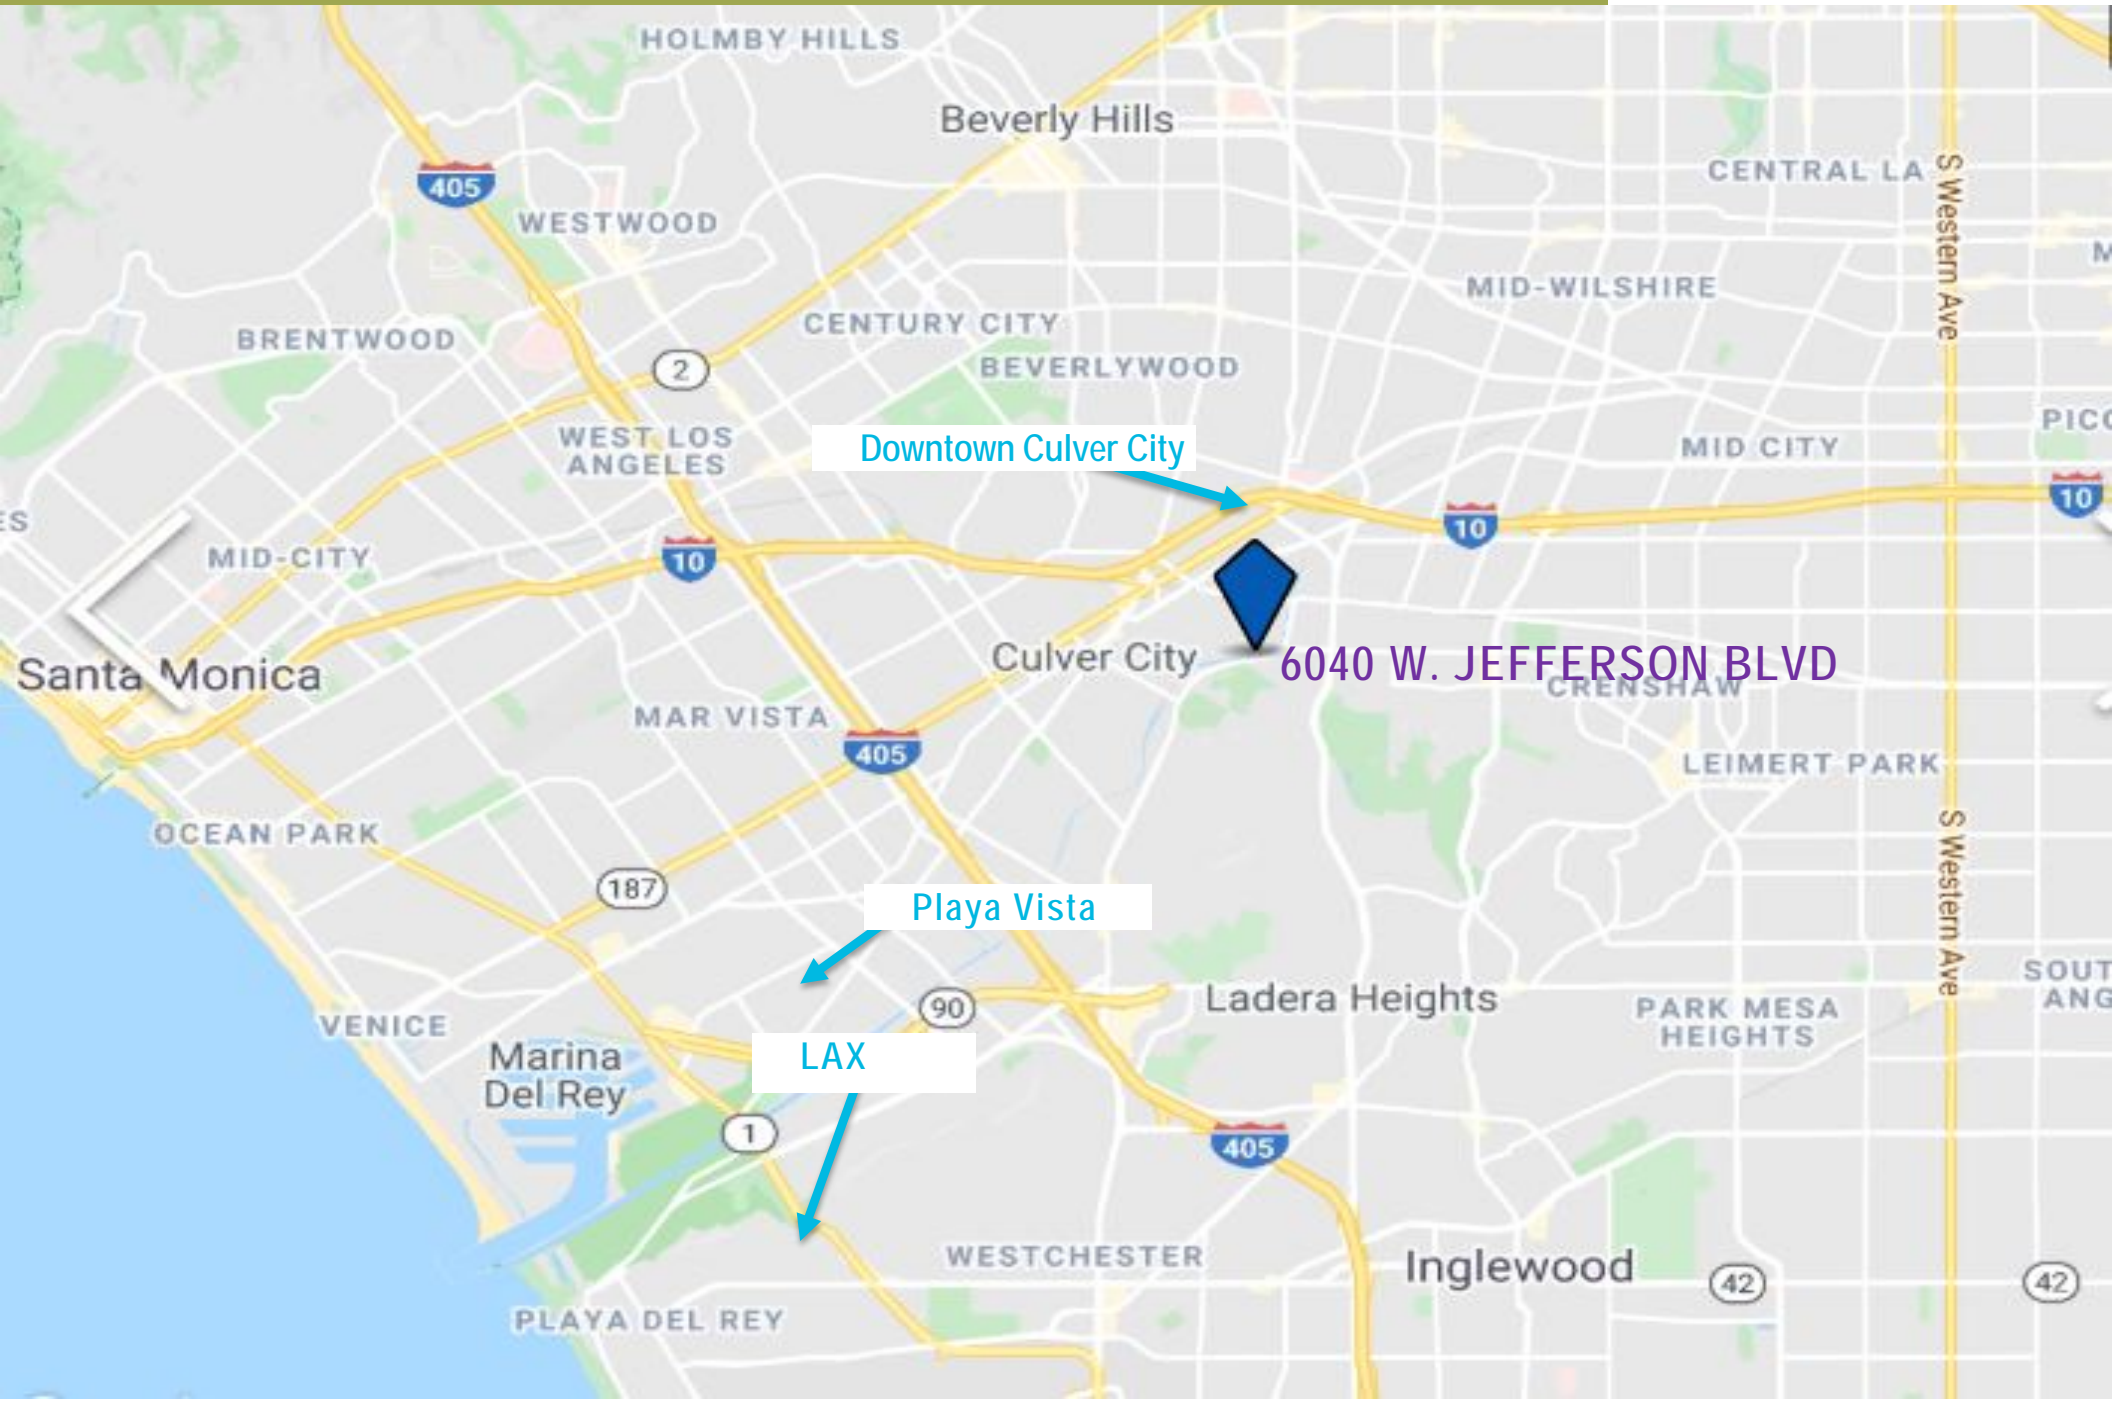 HOLMBY HILLS
Beverly Hills
CENTRAL LA
S Western Ave
405
WESTWOOD
MID-WILSHIRE
CENTURY CITY
BRENTWOOD
BEVERLYWOOD
2
WEST LOS
ANGELES
Downtown Culver City
MID CITY
10
10
MID-CITY
10
Culver City
6040 W. JEFFERSON BLVD
Santa Monica
CRENSHAW
MAR VISTA
405
LEIMERT PARK
OCEAN PARK
S Western Ave
187
Playa Vista
90
Ladera Heights
PARK MESA
HEIGHTS
VENICE
Marina
Del Rey
LAX
1
405
WESTCHESTER
Inglewood
42
42
PLAYA DEL REY